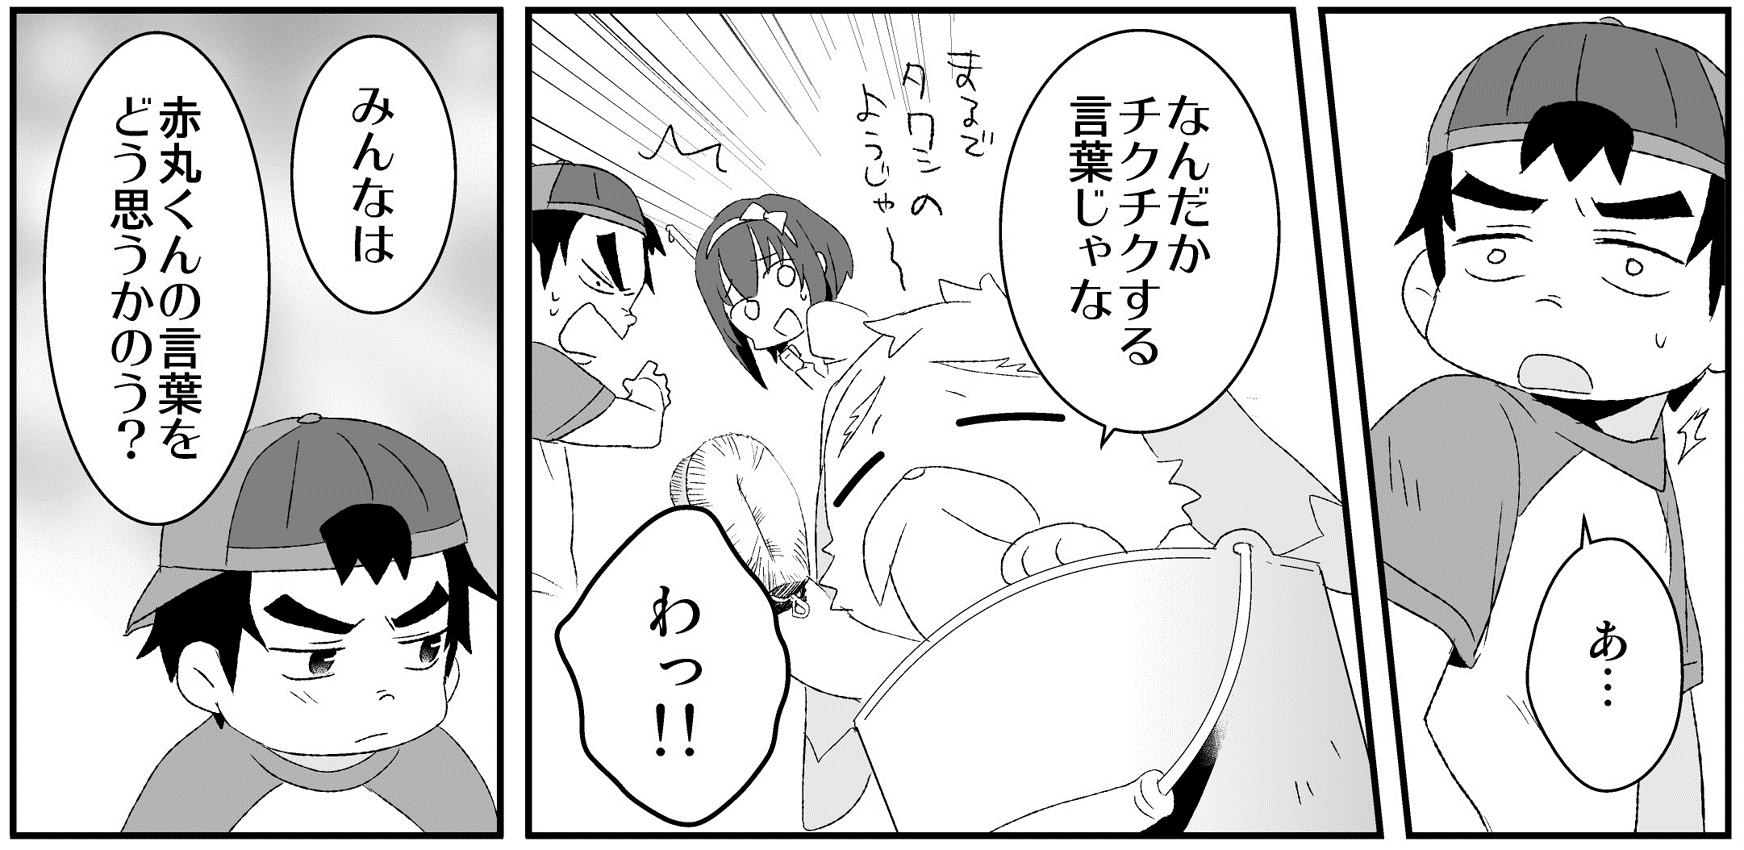 あ…
なんだか
チクチクする
言葉じゃな
まるで
タワシの
ようじゃ〜
わっ!!
みんなは
赤丸くんの言葉を
どう思うかのう？